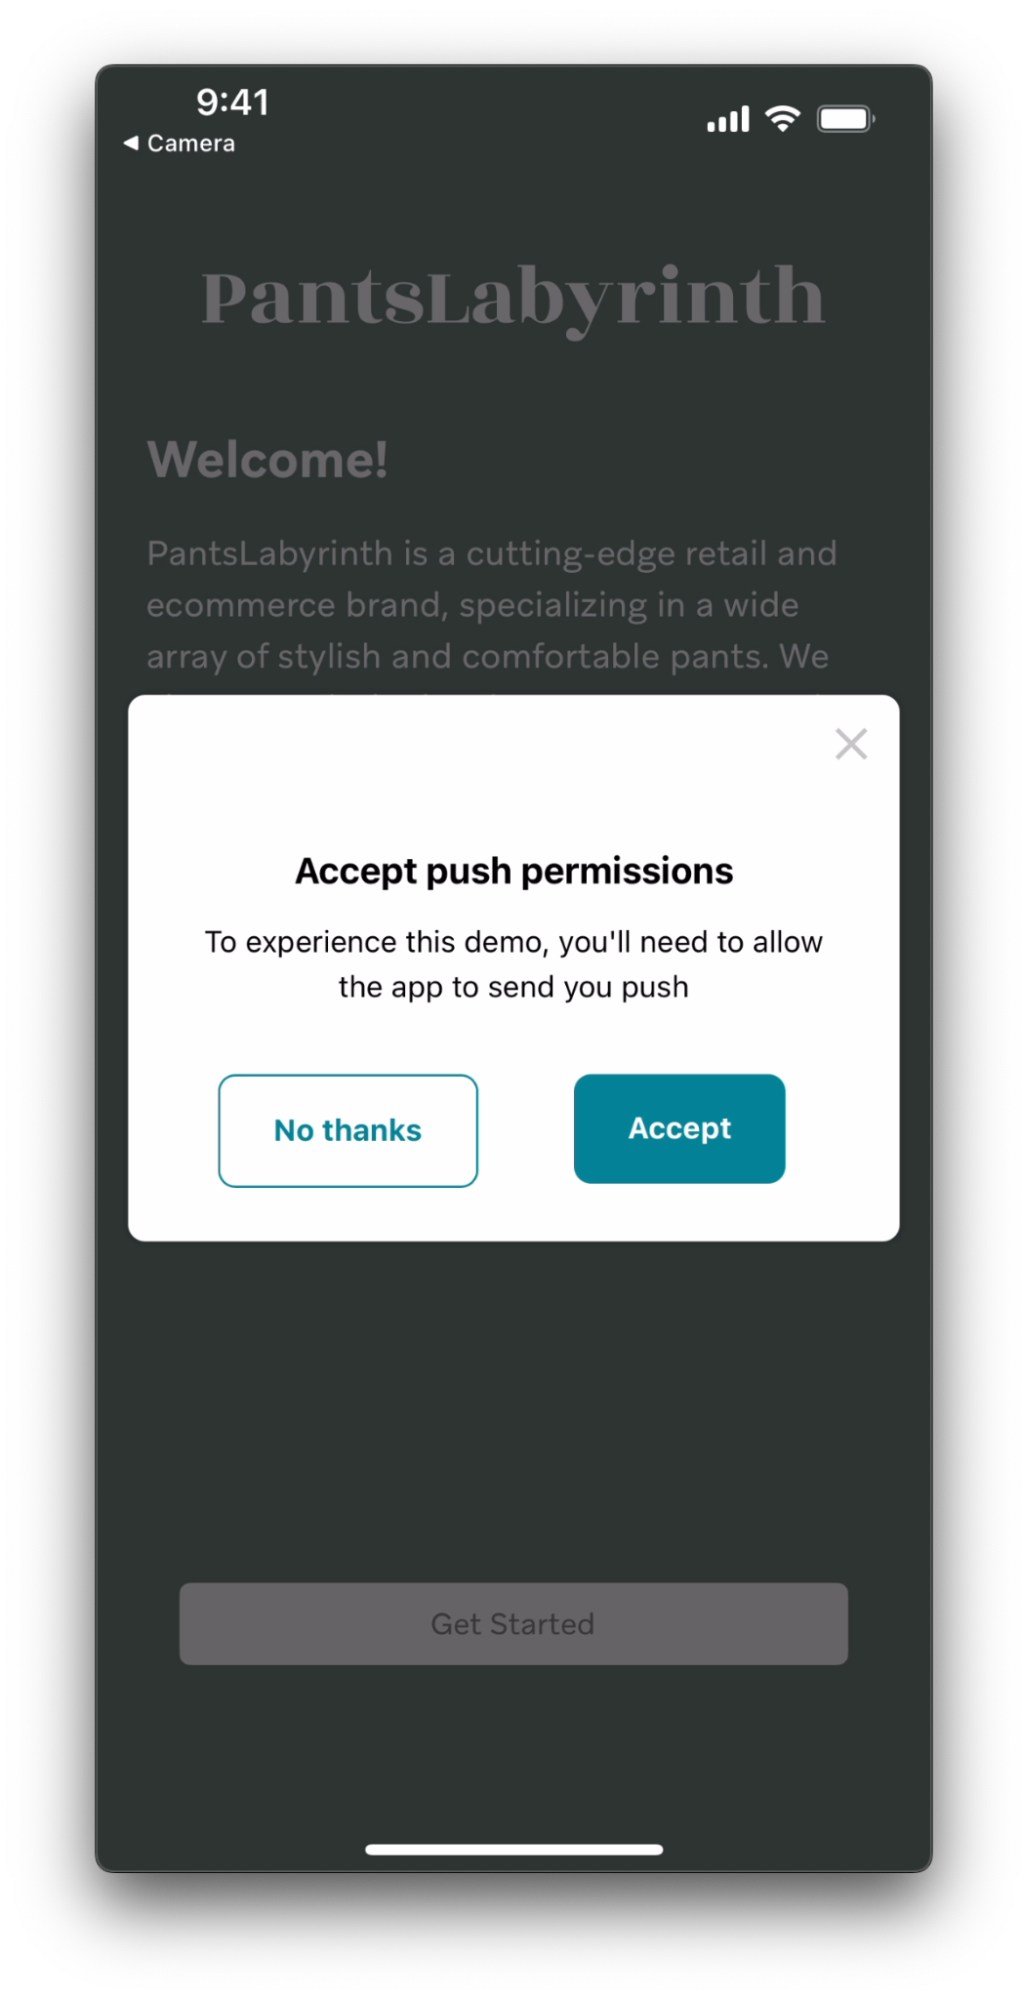 9:41
Camera
PantsLabyrinth
Welcome!
PantsLabyrinth is a cutting-edge retail and
ecommerce brand, specializing in a wide
array of stylish and comfortable pants. We
Accept push permissions
To experience this demo, you'll need to allow
the app to send you push
No thanks
Accept
Get Started